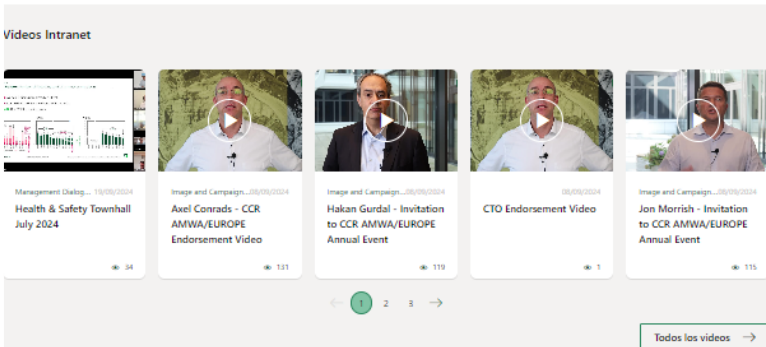 Videos Intranet
Management Dialog... 19/09/2024
Health & Safety Townhall
July 2024
34
Image and Campaign...08/09/2024
Axel Conrads - CCR
AMWA/EUROPE
Endorsement Video
131
Image and Campaign...08/09/2024
Hakan Gurdal - Invitation
to CCR AMWA/EUROPE
Annual Event
119
08/09/2024
CTO Endorsement Video
1
Image and Campaign...08/09/2024
Jon Morrish - Invitation
to CCR AMWA/EUROPE
Annual Event
115
← 1 2 3 →
Todos los videos →